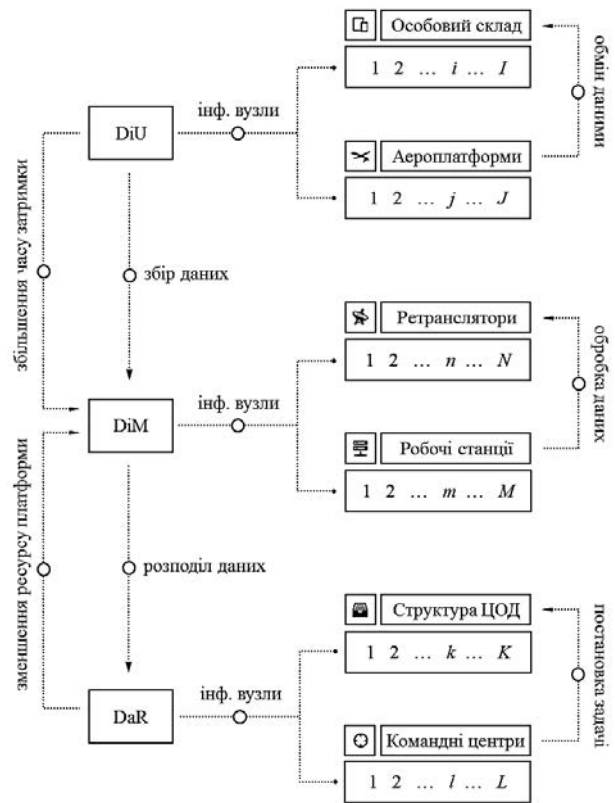 Особовий склад
1 2 … i … I
обмін даними
інф. вузли
DiU
Аероплатформи
1 2 … j … J
збільшення часу затримки
збір даних
Ретранслятори
1 2 … n … N
обробка даних
інф. вузли
DiM
Робочі станції
1 2 … m … M
зменшення ресурсу платформи
розподіл даних
Структура ЦОД
1 2 … k … K
постановка задачі
інф. вузли
DaR
Командні центри
1 2 … l … L